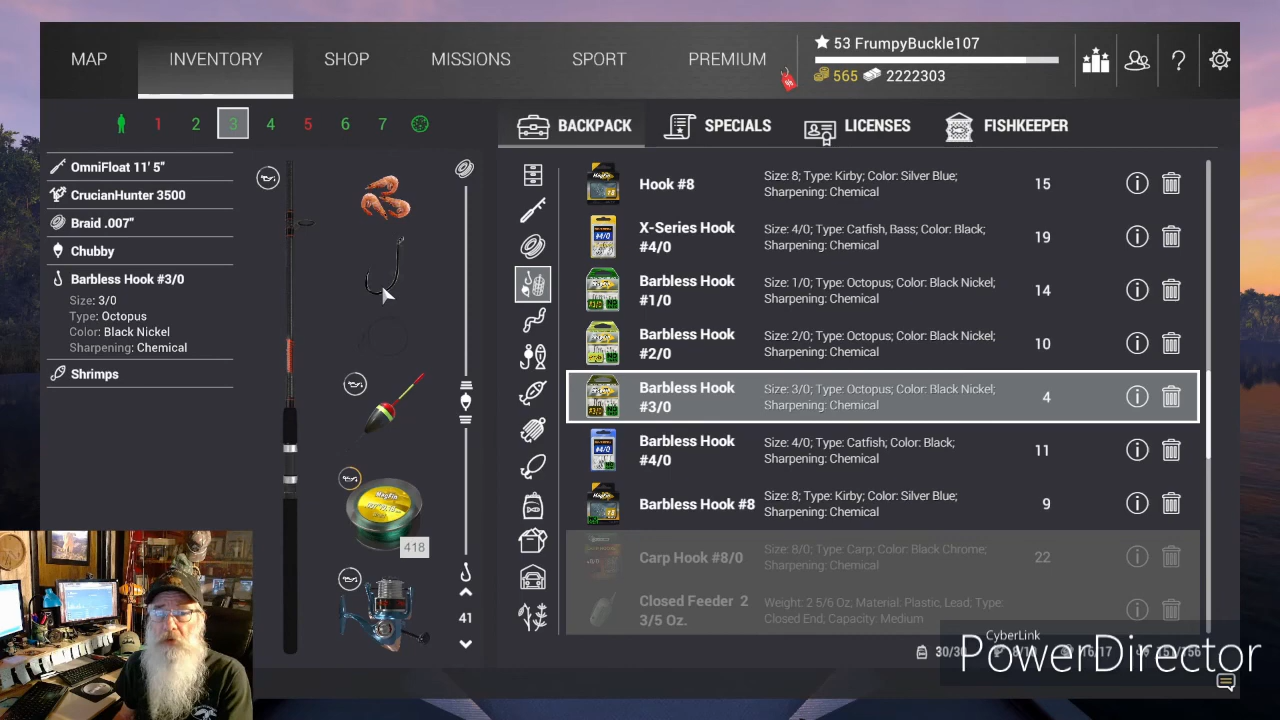 MAP
INVENTORY
SHOP
MISSIONS
SPORT
PREMIUM
53 FrumpyBuckle107
565
2222303
?
1
2
3
4
5
6
7
BACKPACK
SPECIALS
LICENSES
FISHKEEPER
OmniFloat 11' 5"
CrucianHunter 3500
Braid .007"
Chubby
Barbless Hook #3/0
Size: 3/0
Type: Octopus
Color: Black Nickel
Sharpening: Chemical
Shrimps
418
41
Hook #8
Size: 8; Type: Kirby; Color: Silver Blue;
Sharpening: Chemical
15
X-Series Hook
#4/0
Size: 4/0; Type: Catfish, Bass; Color: Black;
Sharpening: Chemical
19
Barbless Hook
#1/0
Size: 1/0; Type: Octopus; Color: Black Nickel;
Sharpening: Chemical
14
Barbless Hook
#2/0
Size: 2/0; Type: Octopus; Color: Black Nickel;
Sharpening: Chemical
10
Barbless Hook
#3/0
Size: 3/0; Type: Octopus; Color: Black Nickel;
Sharpening: Chemical
4
Barbless Hook
#4/0
Size: 4/0; Type: Catfish; Color: Black;
Sharpening: Chemical
11
Barbless Hook #8
Size: 8; Type: Kirby; Color: Silver Blue;
Sharpening: Chemical
9
Carp Hook #8/0
Size: 8/0; Type: Carp; Color: Black Chrome;
Sharpening: Chemical
22
Closed Feeder 2
3/5 Oz.
Weight: 2 5/6 Oz, Material: Plastic, Lead; Type:
Closed End, Capacity: Medium
CyberLink
PowerDirector